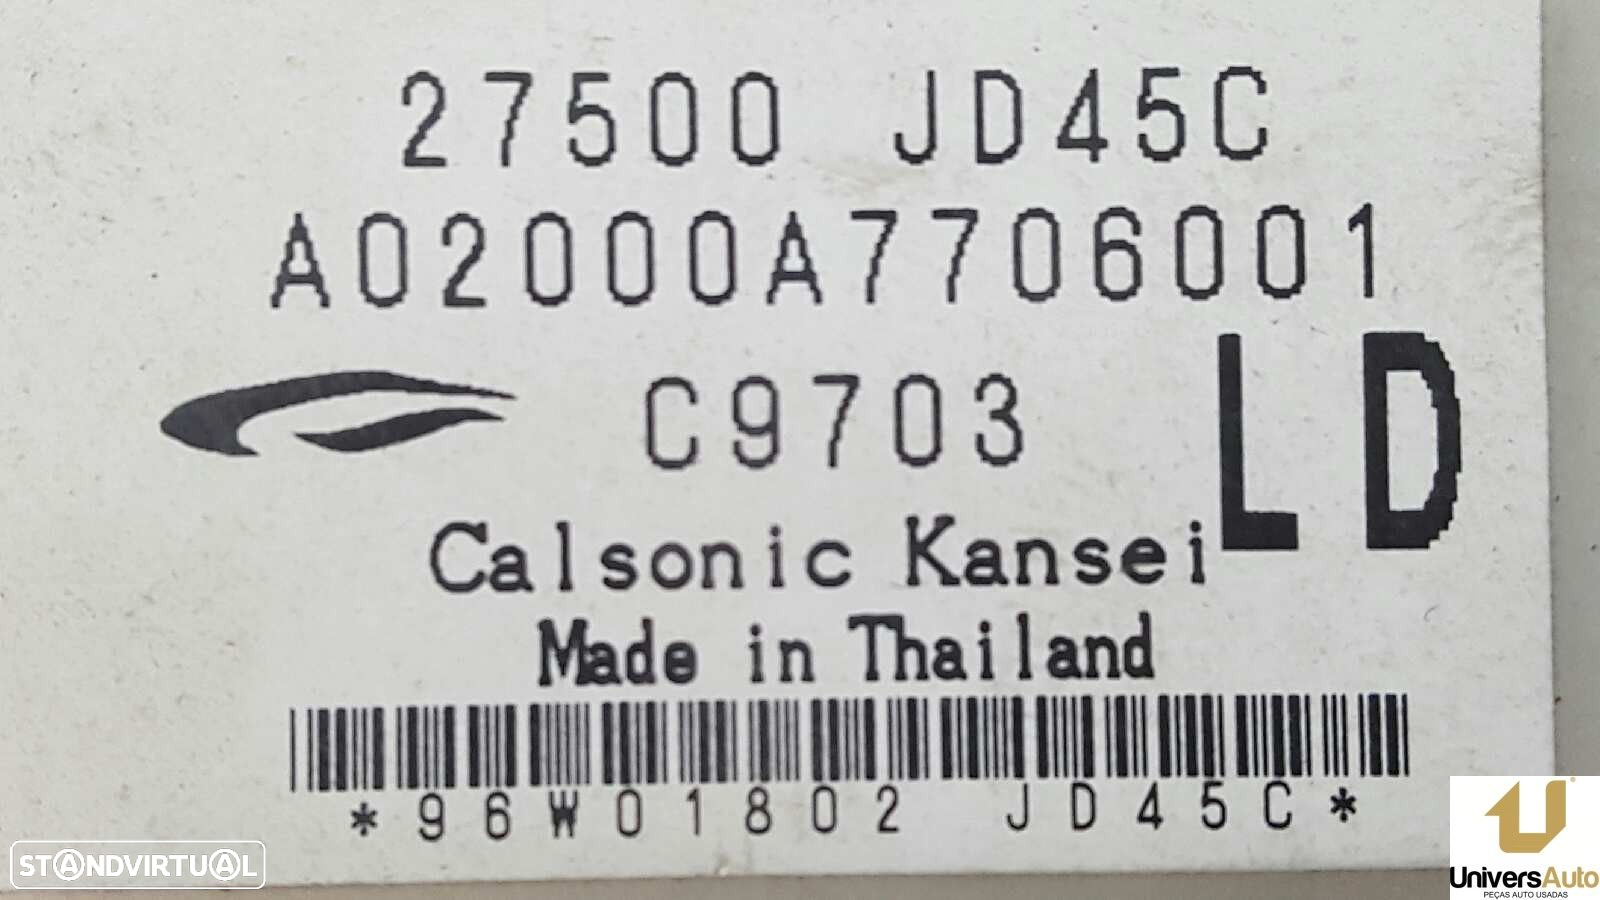 27500 JD45C
A02000A7706001
C9703 LD
Calsonic Kansei
Made in Thailand
*96W01802 JD45C*
STANDVIRTUAL
UniversAuto
PEÇAS AUTO USADAS